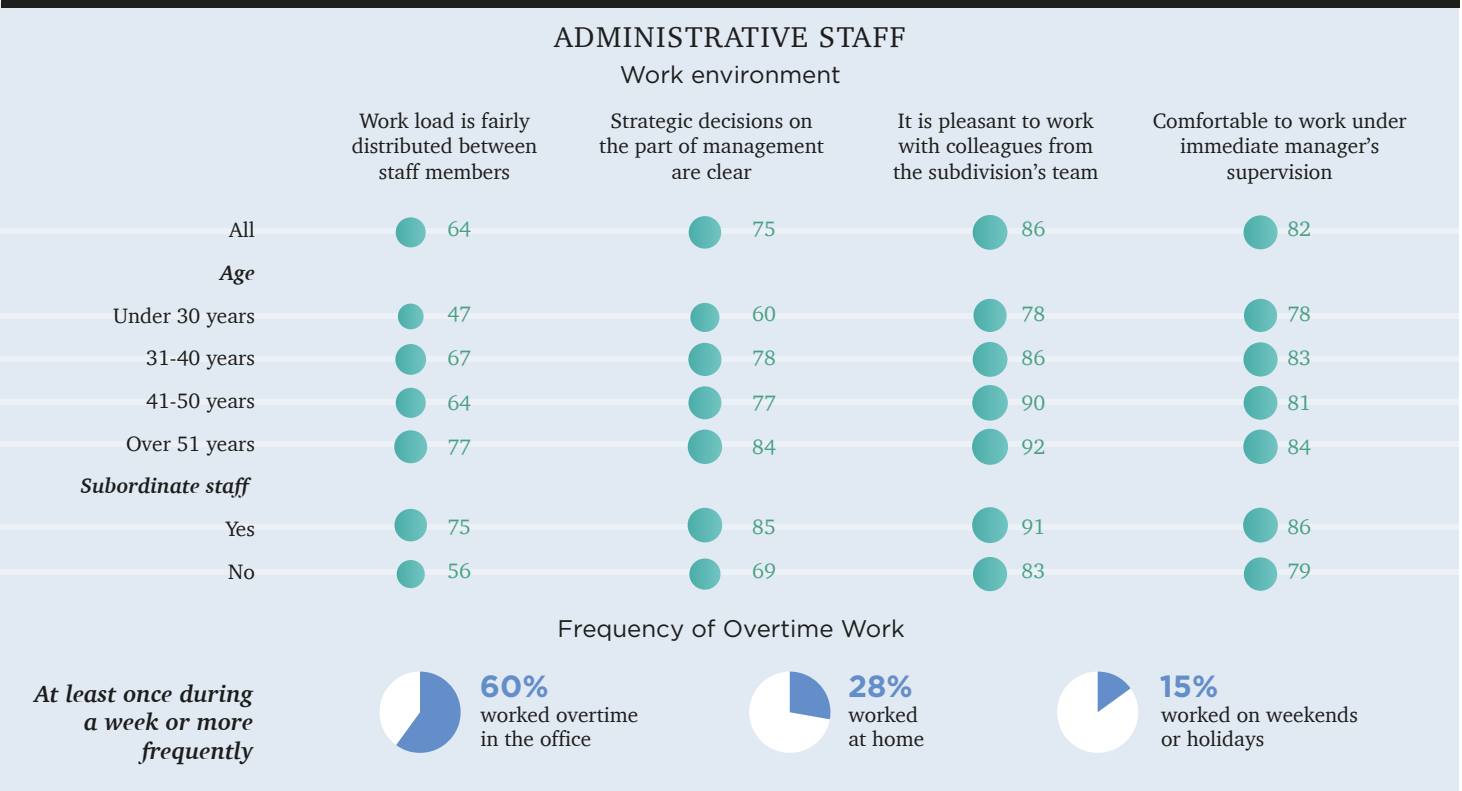 ADMINISTRATIVE STAFF
Work environment
Work load is fairly
distributed between
staff members
Strategic decisions on
the part of management
are clear
It is pleasant to work
with colleagues from
the subdivision's team
Comfortable to work under
immediate manager's
supervision
All 64 75 86 82
Age
Under 30 years 47 60 78 78
31-40 years 67 78 86 83
41-50 years 64 77 90 81
Over 51 years 77 84 92 84
Subordinate staff
Yes 75 85 91 86
No 56 69 83 79
Frequency of Overtime Work
At least once during
a week or more
frequently
60%
worked overtime
in the office
28%
worked
at home
15%
worked on weekends
or holidays